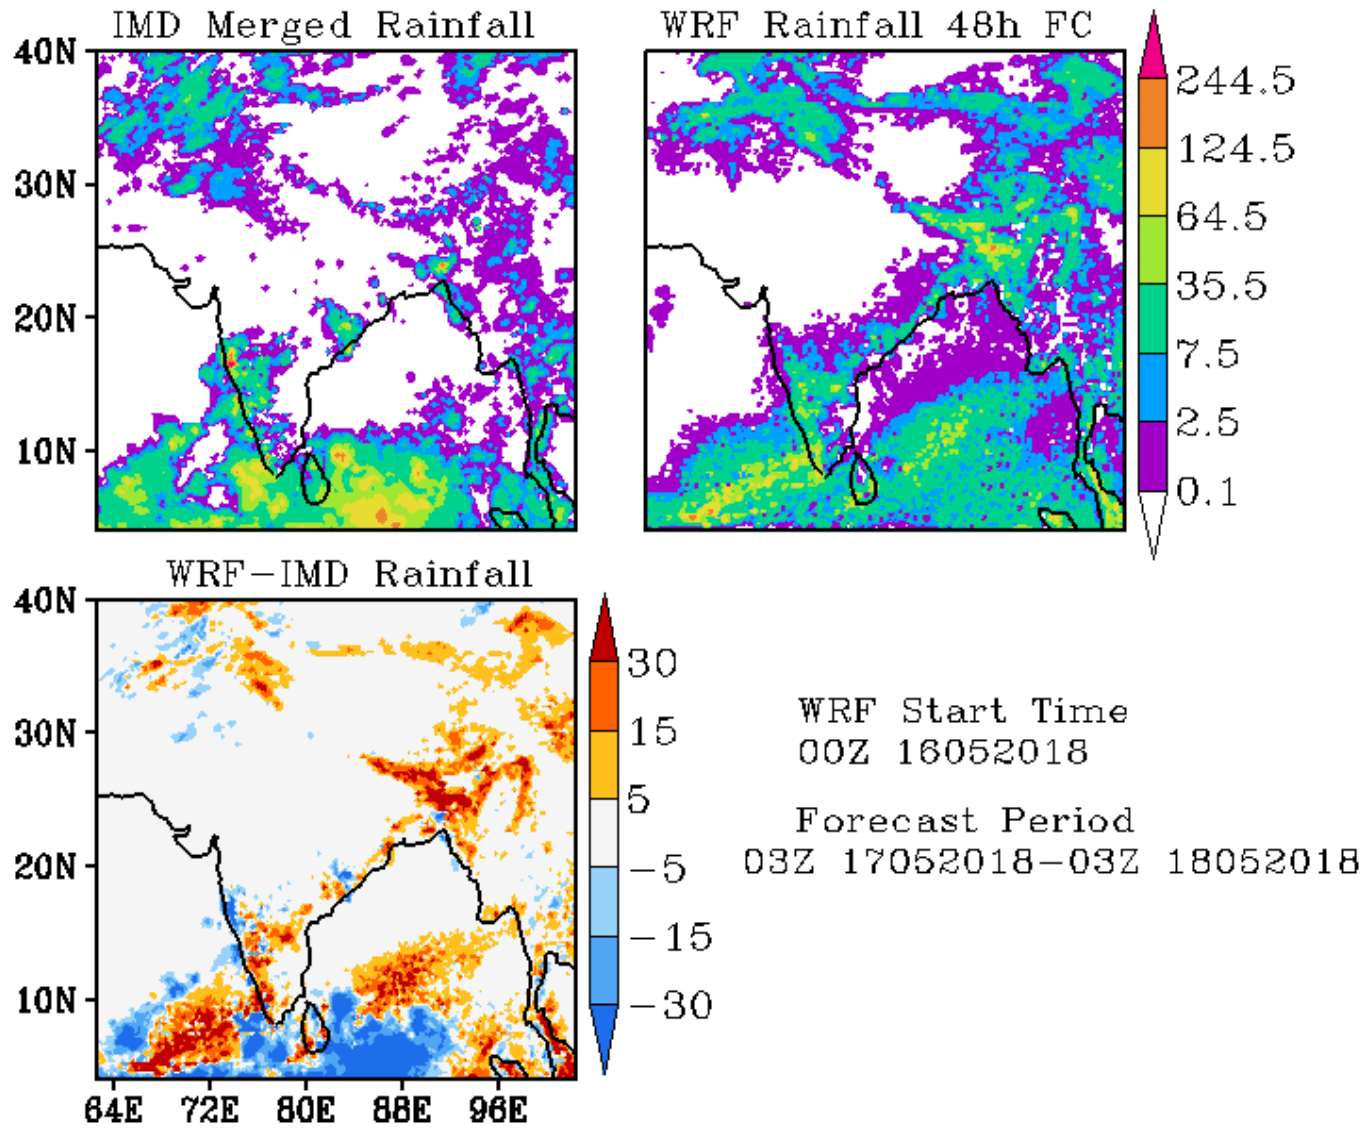 IMD Merged Rainfall
WRF Rainfall 48h FC
40N
30N
20N
10N
244.5
124.5
64.5
35.5
7.5
2.5
0.1
WRF-IMD Rainfall
40N
30N
20N
10N
64E 72E 80E 88E 96E
30
15
5
-5
-15
-30
WRF Start Time
00Z 16052018
Forecast Period
03Z 17052018-03Z 18052018